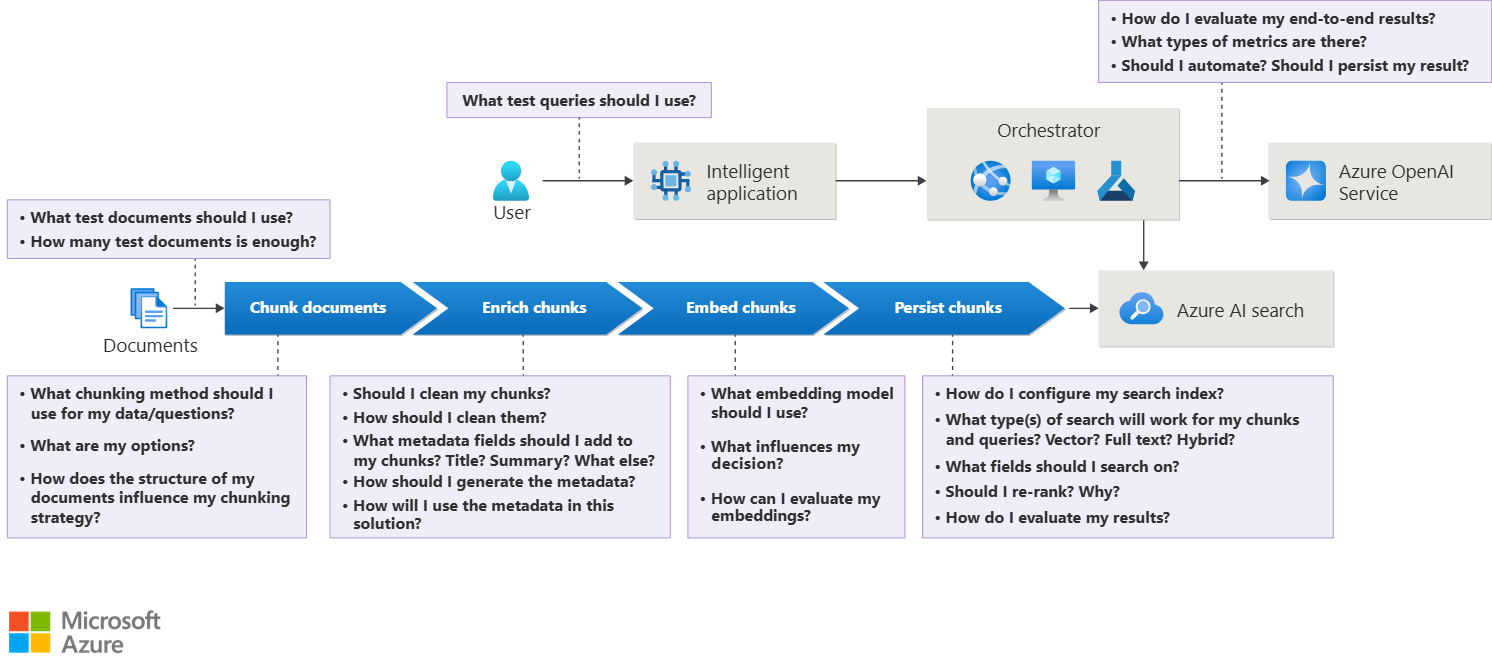 • How do I evaluate my end-to-end results?
• What types of metrics are there?
• Should I automate? Should I persist my result?
What test queries should I use?
User
Intelligent
application
Orchestrator
Azure OpenAI
Service
• What test documents should I use?
• How many test documents is enough?
Documents
Chunk documents
Enrich chunks
Embed chunks
Persist chunks
Azure AI search
• What chunking method should I
use for my data/questions?
• What are my options?
• How does the structure of my
documents influence my chunking
strategy?
• Should I clean my chunks?
• How should I clean them?
• What metadata fields should I add to
my chunks? Title? Summary? What else?
• How should I generate the metadata?
• How will I use the metadata in this
solution?
• What embedding model
should I use?
• What influences my
decision?
• How can I evaluate my
embeddings?
• How do I configure my search index?
• What type(s) of search will work for my chunks
and queries? Vector? Full text? Hybrid?
• What fields should I search on?
• Should I re-rank? Why?
• How do I evaluate my results?
Microsoft
Azure